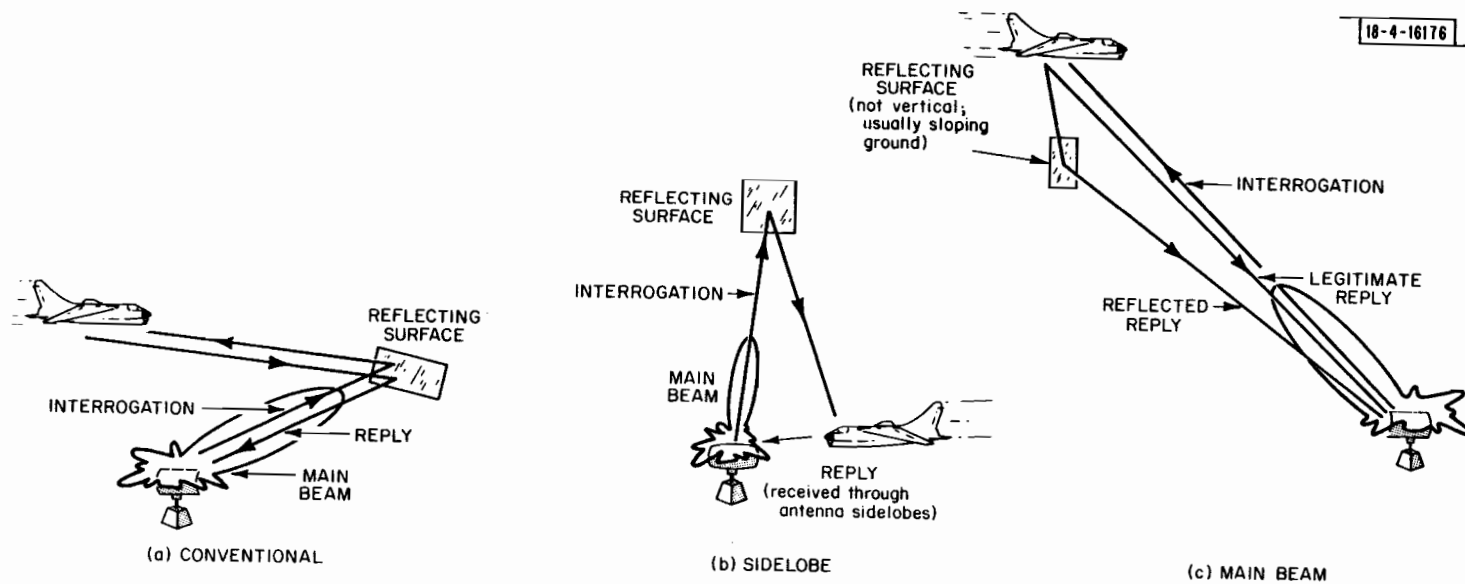 18-4-16176
REFLECTING
SURFACE
(not vertical;
usually sloping
ground)
INTERROGATION
LEGITIMATE
REPLY
REFLECTED
REPLY
(c) MAIN BEAM
REFLECTING
SURFACE
INTERROGATION
MAIN
BEAM
REPLY
(received through
antenna sidelobes)
(b) SIDELOBE
REFLECTING
SURFACE
INTERROGATION
REPLY
MAIN
BEAM
(a) CONVENTIONAL